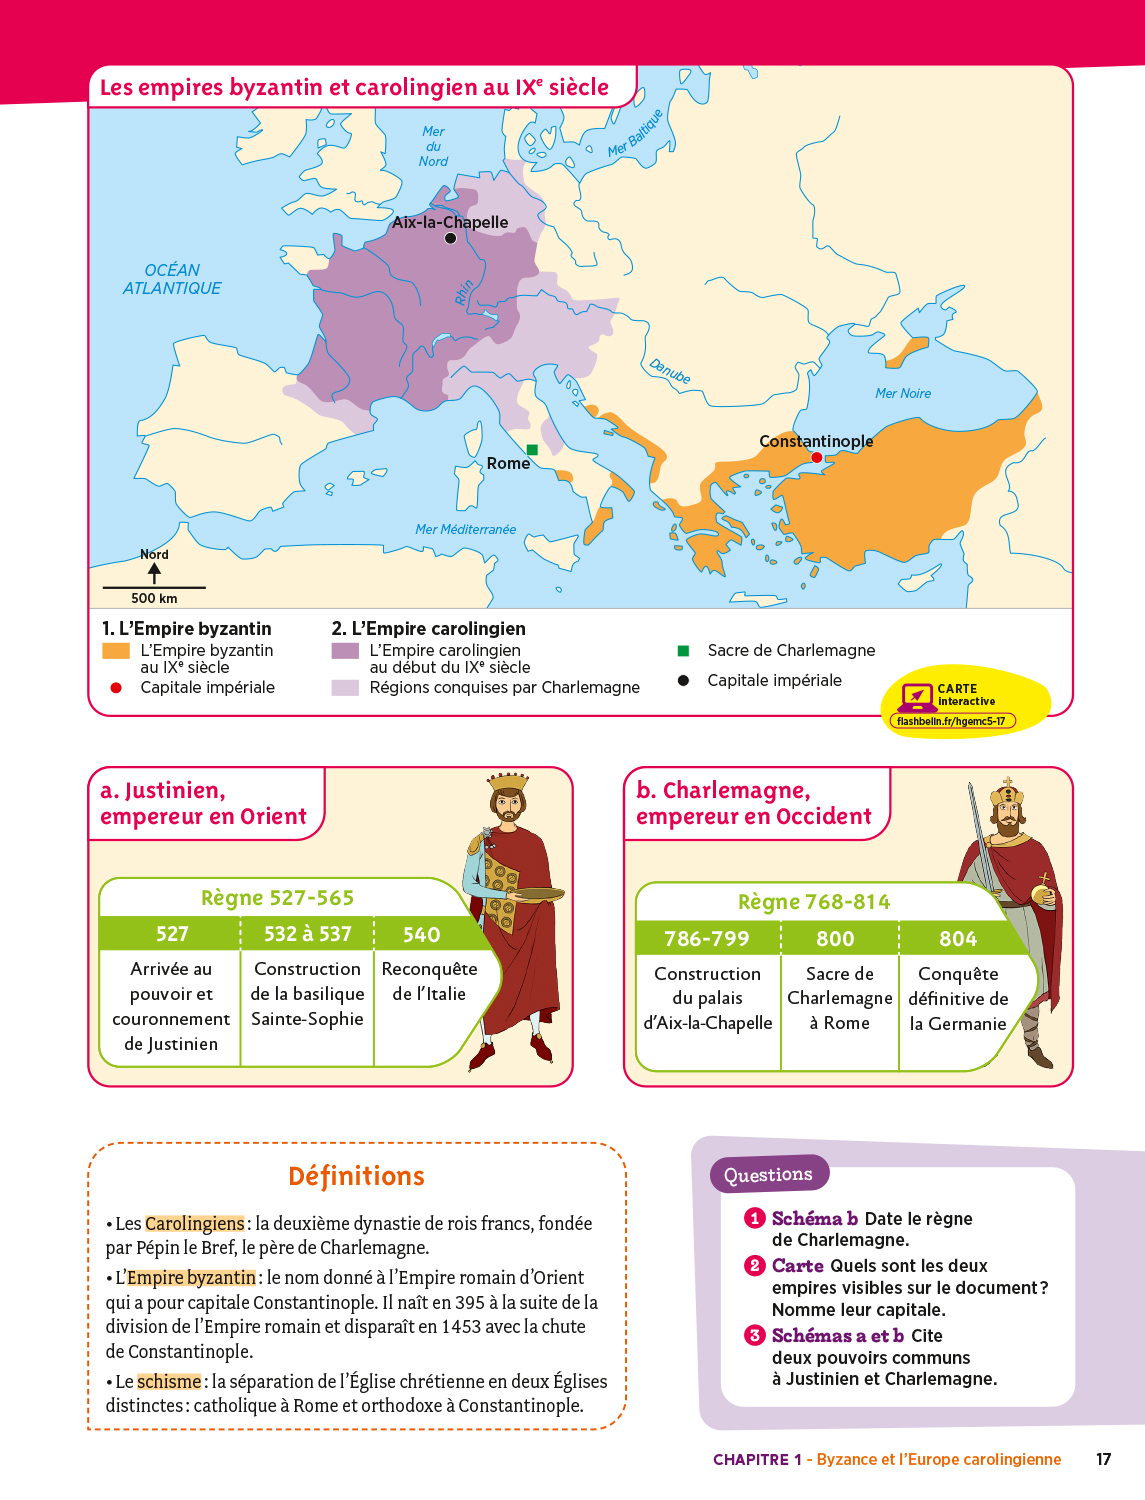 Les empires byzantin et carolingien au IXe siècle
Mer
du
Nord
Mer Baltique
Aix-la-Chapelle
OCÉAN
ATLANTIQUE
Rhin
Danube
Mer Noire
Constantinople
Rome
Mer Méditerranée
Nord
500 km
1. L’Empire byzantin
L’Empire byzantin
au IXe siècle
Capitale impériale
2. L’Empire carolingien
L’Empire carolingien
au début du IXe siècle
Régions conquises par Charlemagne
Sacre de Charlemagne
Capitale impériale
CARTE
interactive
flashbelin.fr/hgemc5-17
a. Justinien,
empereur en Orient
Règne 527-565
527
532 à 537
540
Arrivée au
pouvoir et
couronnement
de Justinien
Construction
de la basilique
Sainte-Sophie
Reconquête
de l’Italie
b. Charlemagne,
empereur en Occident
Règne 768-814
786-799
800
804
Construction
du palais
d’Aix-la-Chapelle
Sacre de
Charlemagne
à Rome
Conquête
définitive de
la Germanie
Définitions
• Les Carolingiens : la deuxième dynastie de rois francs, fondée
par Pépin le Bref, le père de Charlemagne.
• L’Empire byzantin : le nom donné à l’Empire romain d’Orient
qui a pour capitale Constantinople. Il naît en 395 à la suite de la
division de l’Empire romain et disparaît en 1453 avec la chute
de Constantinople.
• Le schisme : la séparation de l’Église chrétienne en deux Églises
distinctes : catholique à Rome et orthodoxe à Constantinople.
Questions
1 Schéma b Date le règne
de Charlemagne.
2 Carte Quels sont les deux
empires visibles sur le document ?
Nomme leur capitale.
3 Schémas a et b Cite
deux pouvoirs communs
à Justinien et Charlemagne.
CHAPITRE 1 - Byzance et l’Europe carolingienne 17